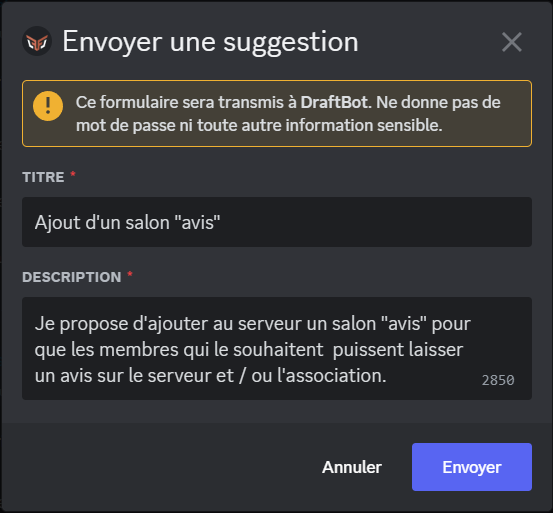 Envoyer une suggestion
Ce formulaire sera transmis à DraftBot. Ne donne pas de
mot de passe ni toute autre information sensible.
TITRE *
Ajout d'un salon "avis"
DESCRIPTION *
Je propose d'ajouter au serveur un salon "avis" pour
que les membres qui le souhaitent  puissent laisser
un avis sur le serveur et / ou l'association.
2850
Annuler
Envoyer